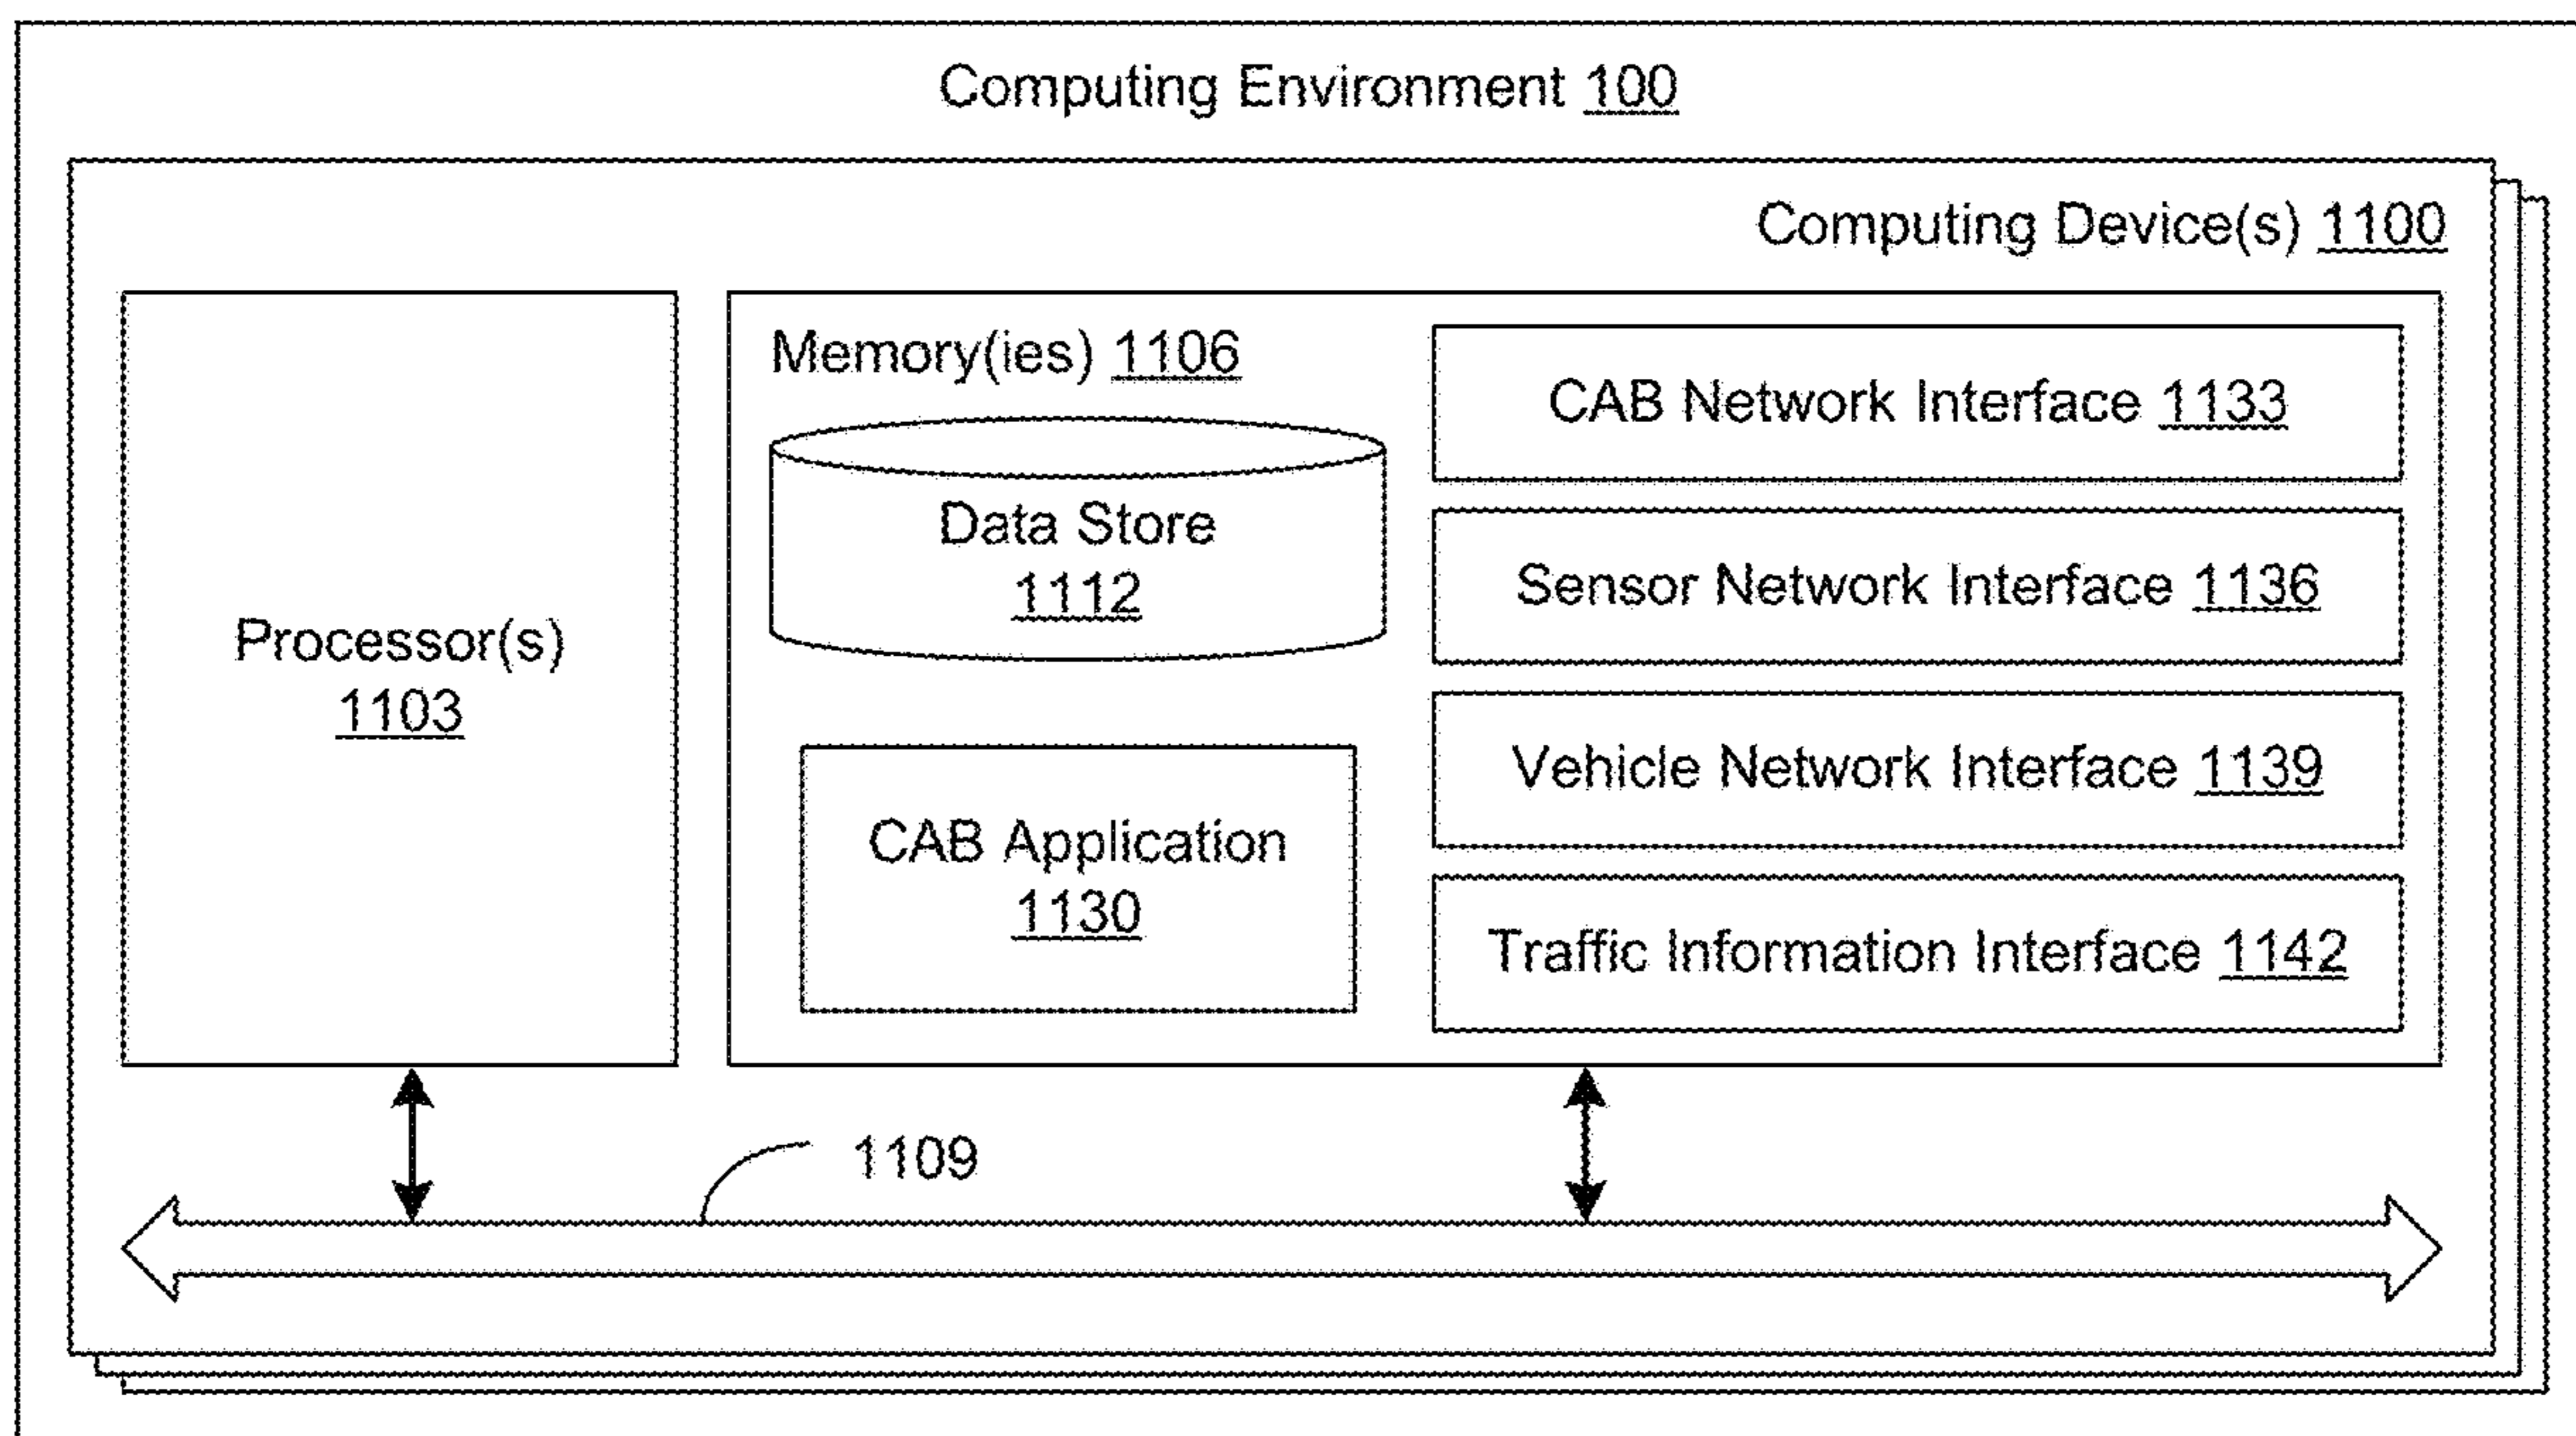 Computing Environment 100
Computing Device(s) 1100
Processor(s)
1103
Memory(ies) 1106
Data Store
1112
CAB Application
1130
CAB Network Interface 1133
Sensor Network Interface 1136
Vehicle Network Interface 1139
Traffic Information Interface 1142
1109